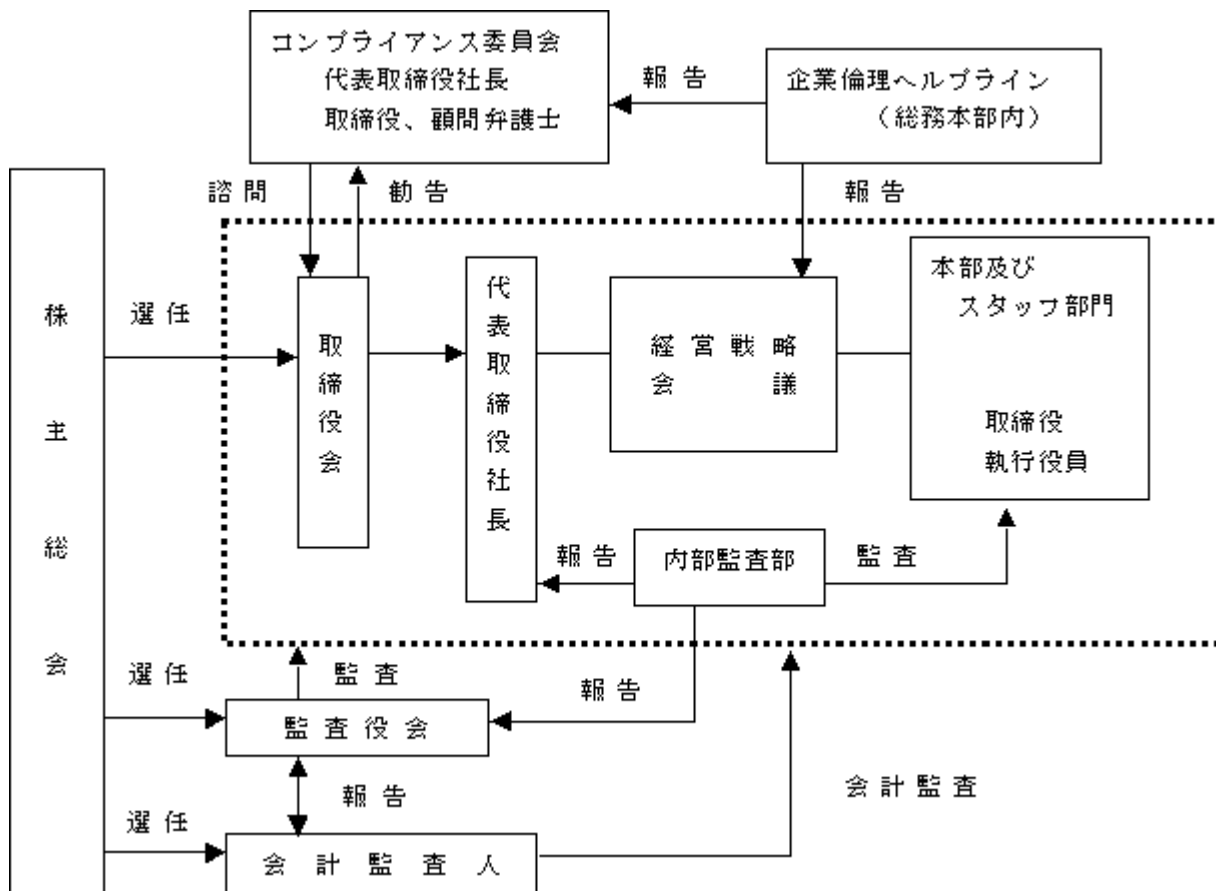 コンプライアンス委員会
代表取締役社長
取締役、顧問弁護士
報告
企業倫理ヘルプライン
（総務本部内）
諮問
勧告
報告
株主総会
選任
取締役会
代表取締役社長
経営戦略
会議
本部及び
スタッフ部門
取締役
執行役員
報告
内部監査部
監査
選任
監査
報告
監査役会
会計監査
報告
選任
会計監査人